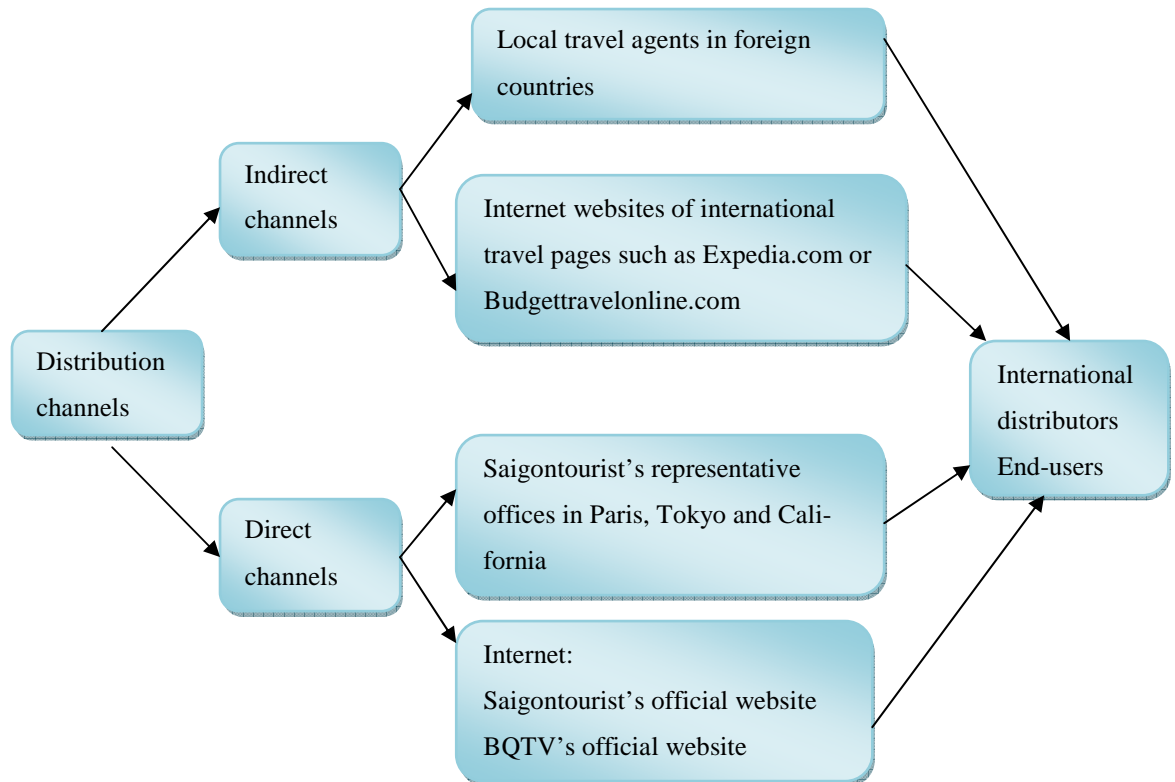 Local travel agents in foreign
countries
Indirect
channels
Internet websites of international
travel pages such as Expedia.com or
Budgettravelonline.com
Distribution
channels
International
distributors
End-users
Saigontourist’s representative
offices in Paris, Tokyo and Cali-
fornia
Direct
channels
Internet:
Saigontourist’s official website
BQTV’s official website